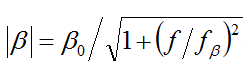 |β| = β₀ / √(1 + (f / f_β)²)